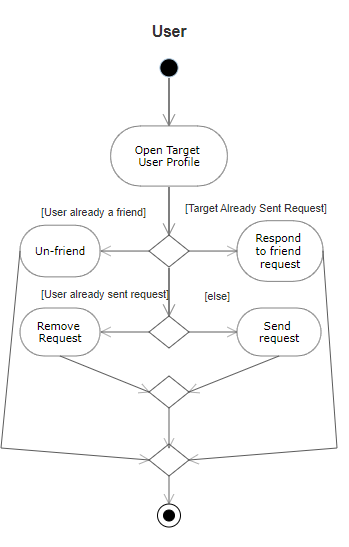 User
Open Target
User Profile
[User already a friend]
[Target Already Sent Request]
Un-friend
Respond
to friend
request
[User already sent request]
[else]
Remove
Request
Send
request